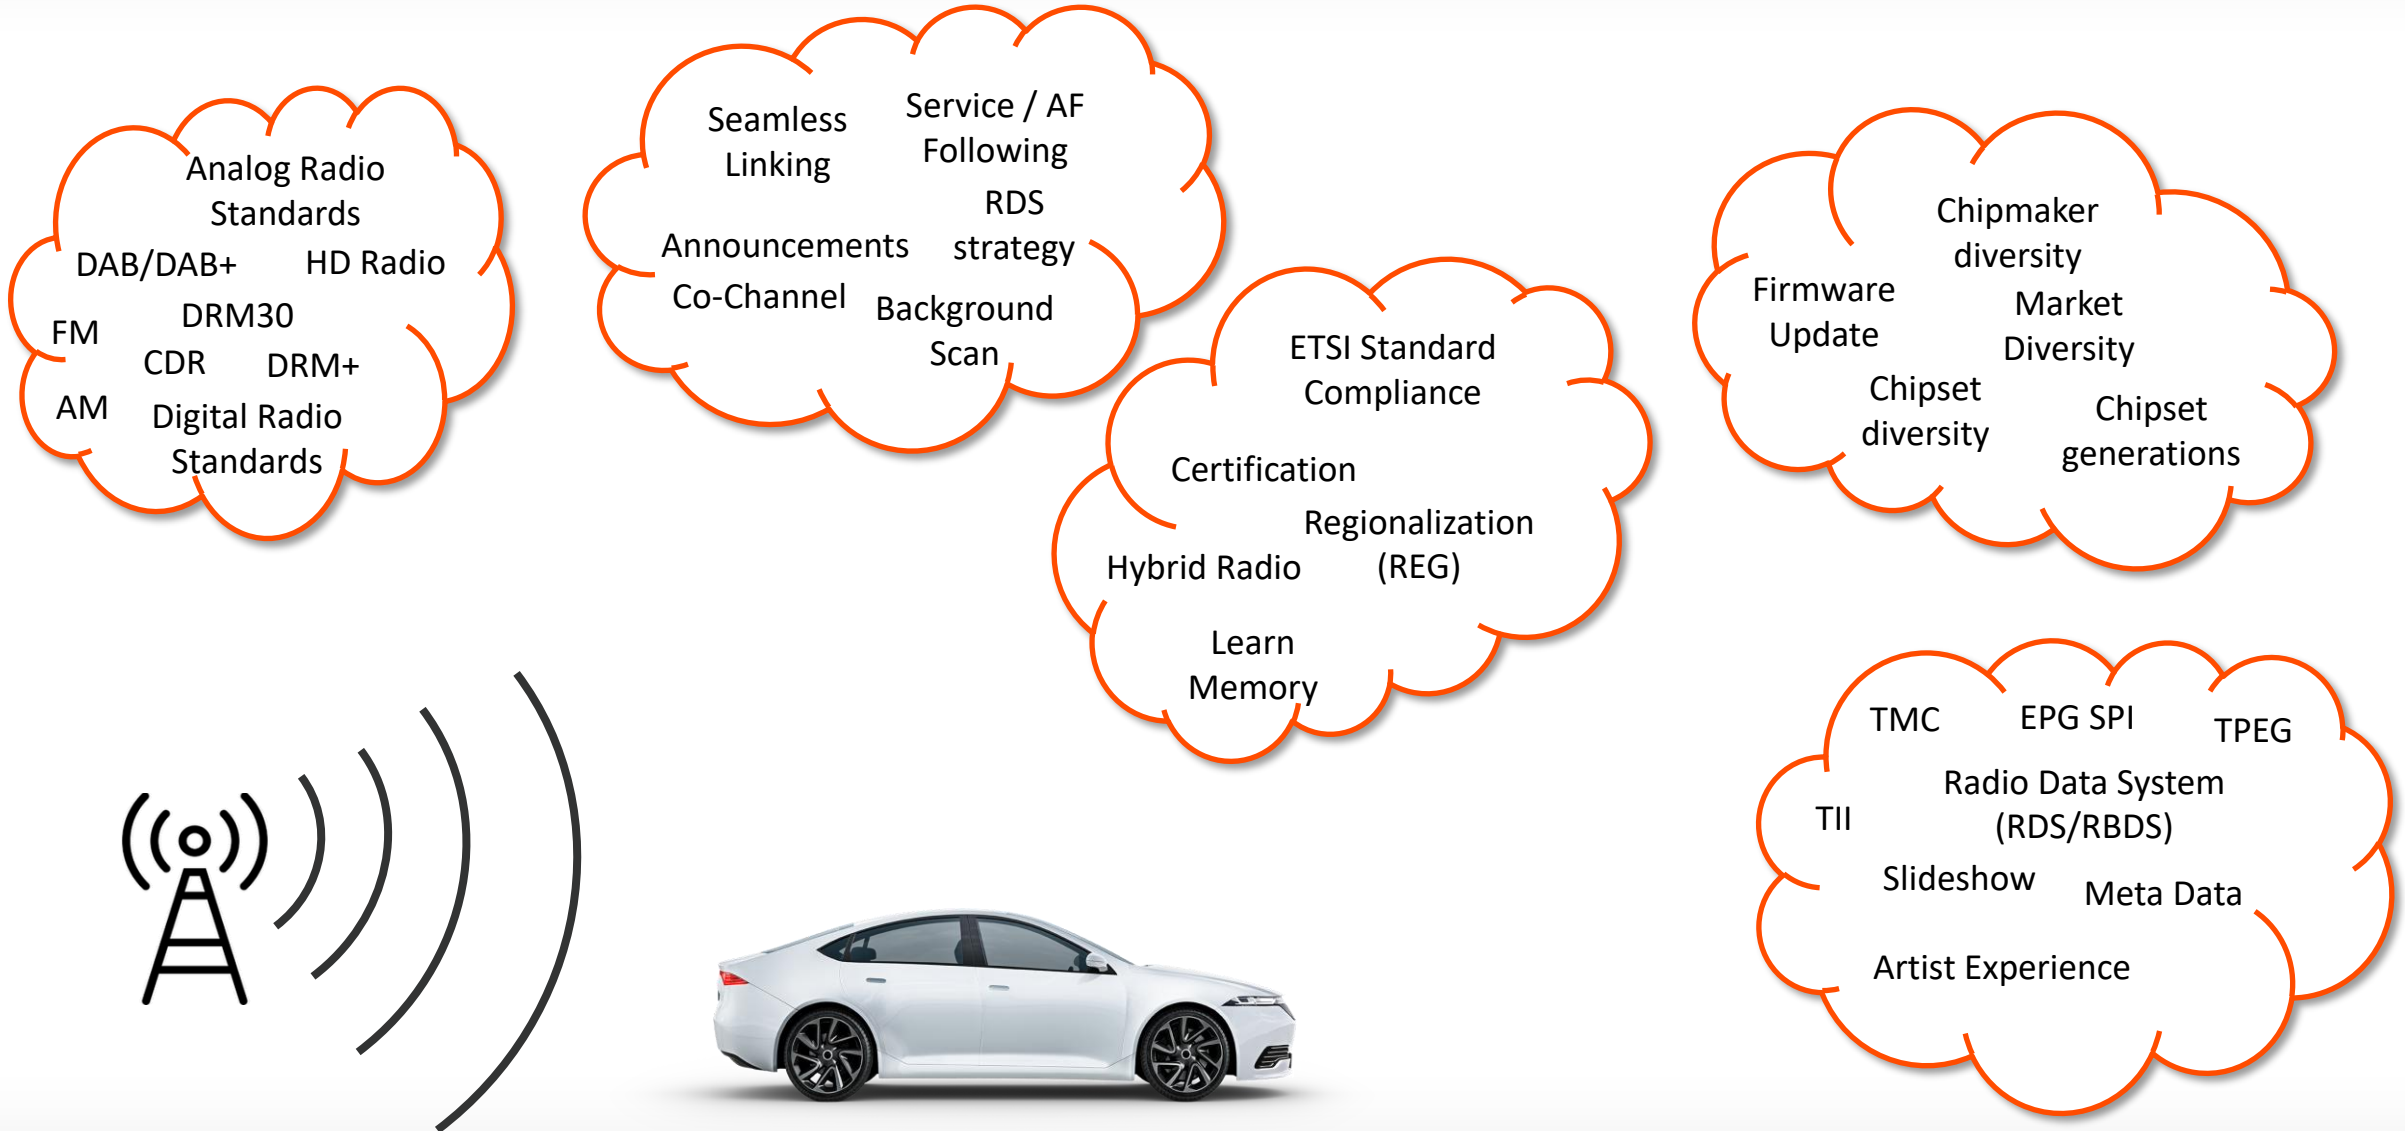 Analog Radio
Standards
DAB/DAB+
HD Radio
DRM30
FM
CDR
DRM+
AM
Digital Radio
Standards
Seamless
Linking
Service / AF
Following
RDS
strategy
Announcements
Co-Channel
Background
Scan
ETSI Standard
Compliance
Certification
Regionalization
(REG)
Hybrid Radio
Learn
Memory
Chipmaker
diversity
Firmware
Update
Market
Diversity
Chipset
diversity
Chipset
generations
TMC
EPG SPI
TPEG
Radio Data System
(RDS/RBDS)
TII
Slideshow
Meta Data
Artist Experience